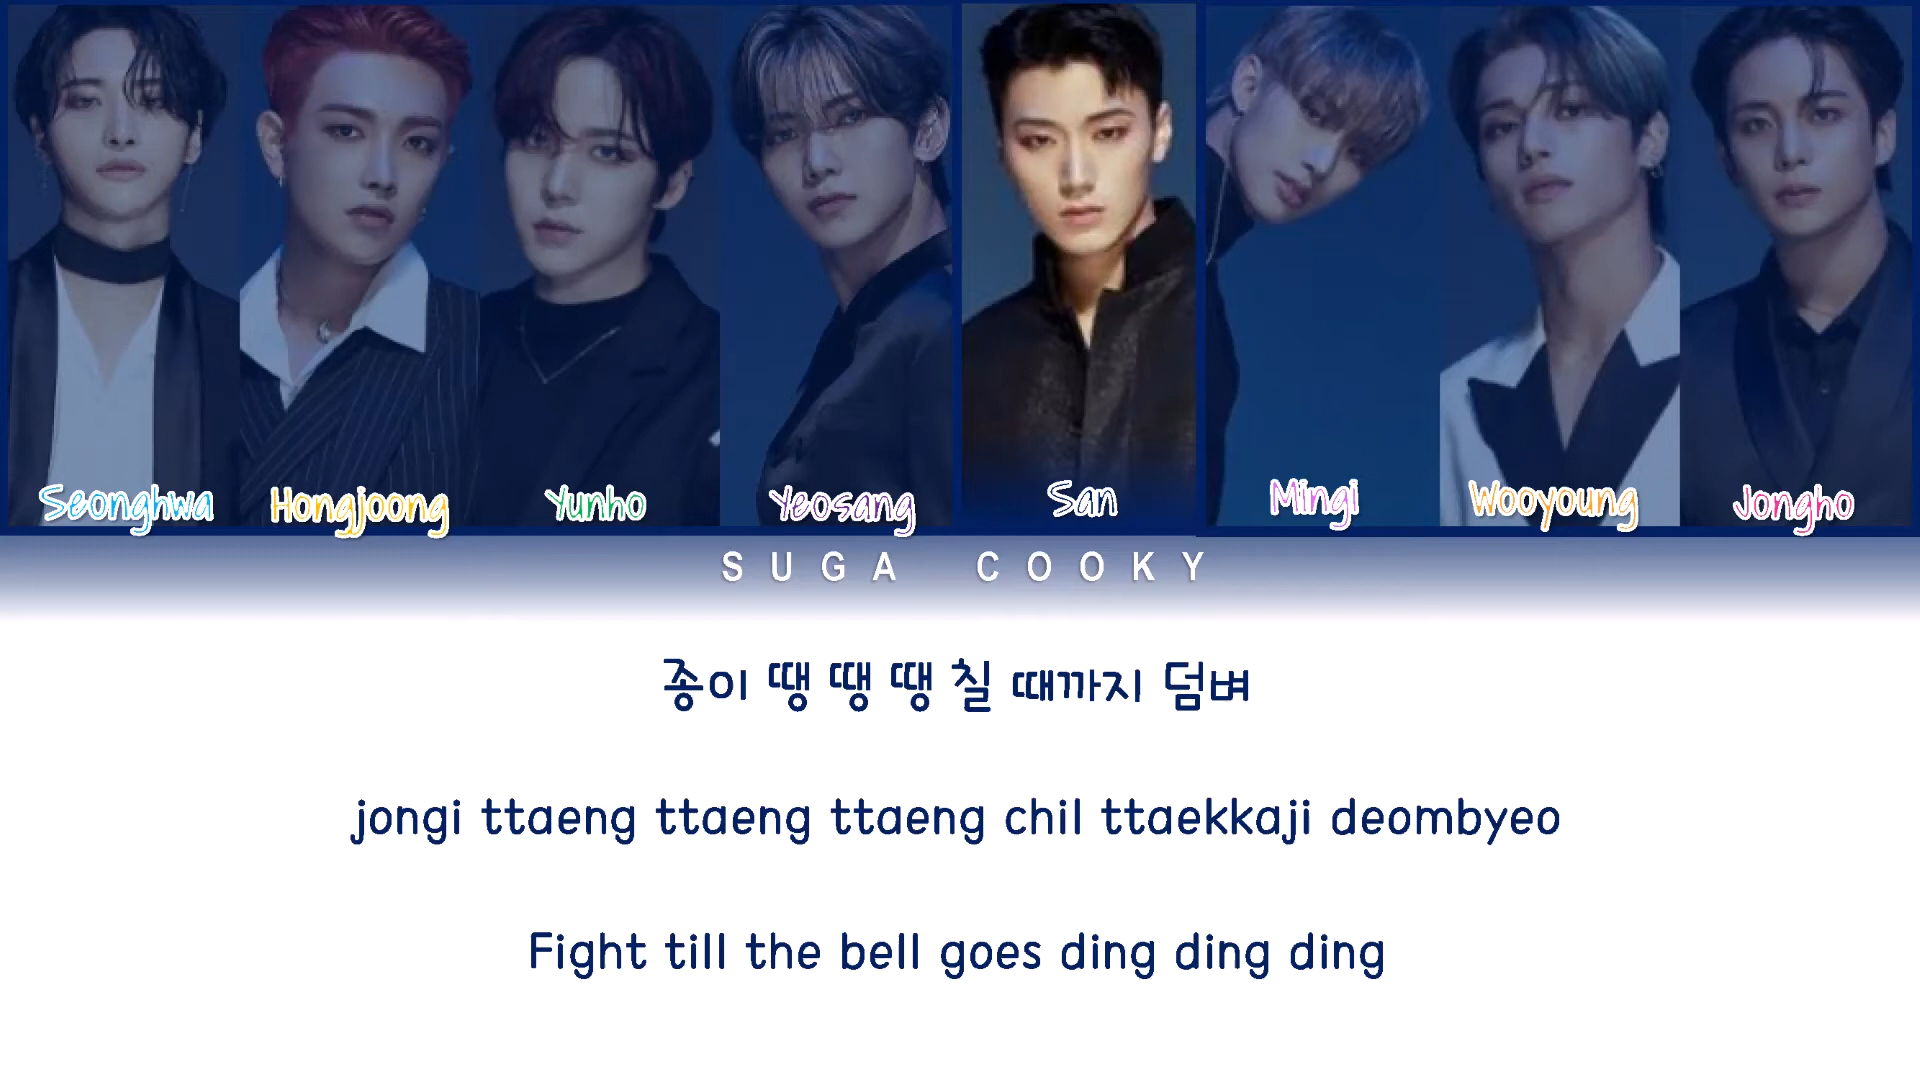 Seonghwa Hongjoong Yunho Yeosang San Mingi Wooyoung Jongho
SUGA COOKY
종이 땡 땡 땡 칠 때까지 덤벼
jongi ttaeng ttaeng ttaeng chil ttaekkaji deombyeo
Fight till the bell goes ding ding ding